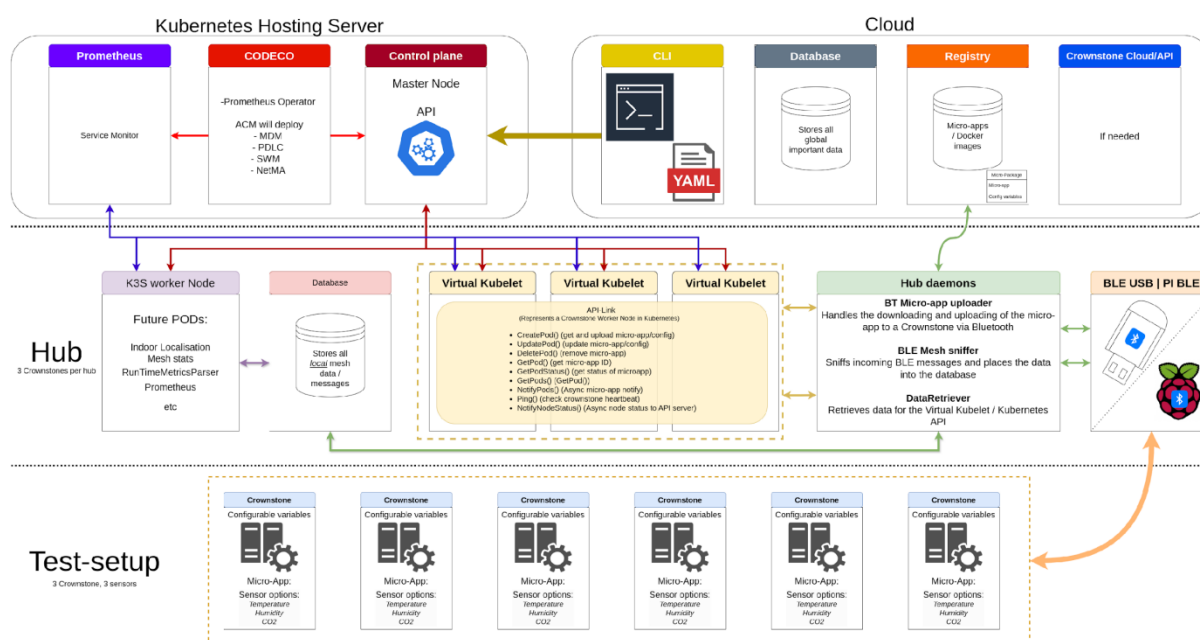 Kubernetes Hosting Server
Cloud
Prometheus
Service Monitor
CODECO
-Prometheus Operator
ACM will deploy
- MDM
- PDLC
- SWM
- NetMA
Control plane
Master Node
API
CLI
YAML
Database
Stores all
global
important data
Registry
Micro-apps
/ Docker
images
Micro-Package
Micro-app
Config variables
Crownstone Cloud/API
If needed
Hub
3 Crownstones per hub
K3S worker Node
Future PODs:
Indoor Localisation
Mesh stats
RunTimeMetricsParser
Prometheus
etc
Database
Stores all
local mesh
data /
messages
Virtual Kubelet
Virtual Kubelet
Virtual Kubelet
API-Link
(Represents a Crownstone Worker Node in Kubernetes)
• CreatePod() (get and upload micro-app/config)
• UpdatePod() (update micro-app/config)
• DeletePod() (remove micro-app)
• GetPod() (get micro-app ID)
• GetPodStatus() (get status of microapp)
• GetPods() (GetPod())
• NotifyPods() (Async micro-app notify)
• Ping() (check crownstone heartbeat)
• NotifyNodeStatus() (Async node status to API server)
Hub daemons
BT Micro-app uploader
Handles the downloading and uploading of the micro-
app to a Crownstone via Bluetooth
BLE Mesh sniffer
Sniffs incoming BLE messages and places the data
into the database
DataRetriever
Retrieves data for the Virtual Kubelet / Kubernetes
API
BLE USB | PI BLE
Test-setup
3 Crownstone, 3 sensors
Crownstone
Configurable variables
Micro-App:
Sensor options:
Temperature
Humidity
CO2
Crownstone
Configurable variables
Micro-App:
Sensor options:
Temperature
Humidity
CO2
Crownstone
Configurable variables
Micro-App:
Sensor options:
Temperature
Humidity
CO2
Crownstone
Configurable variables
Micro-App:
Sensor options:
Temperature
Humidity
CO2
Crownstone
Configurable variables
Micro-App:
Sensor options:
Temperature
Humidity
CO2
Crownstone
Configurable variables
Micro-App:
Sensor options:
Temperature
Humidity
CO2